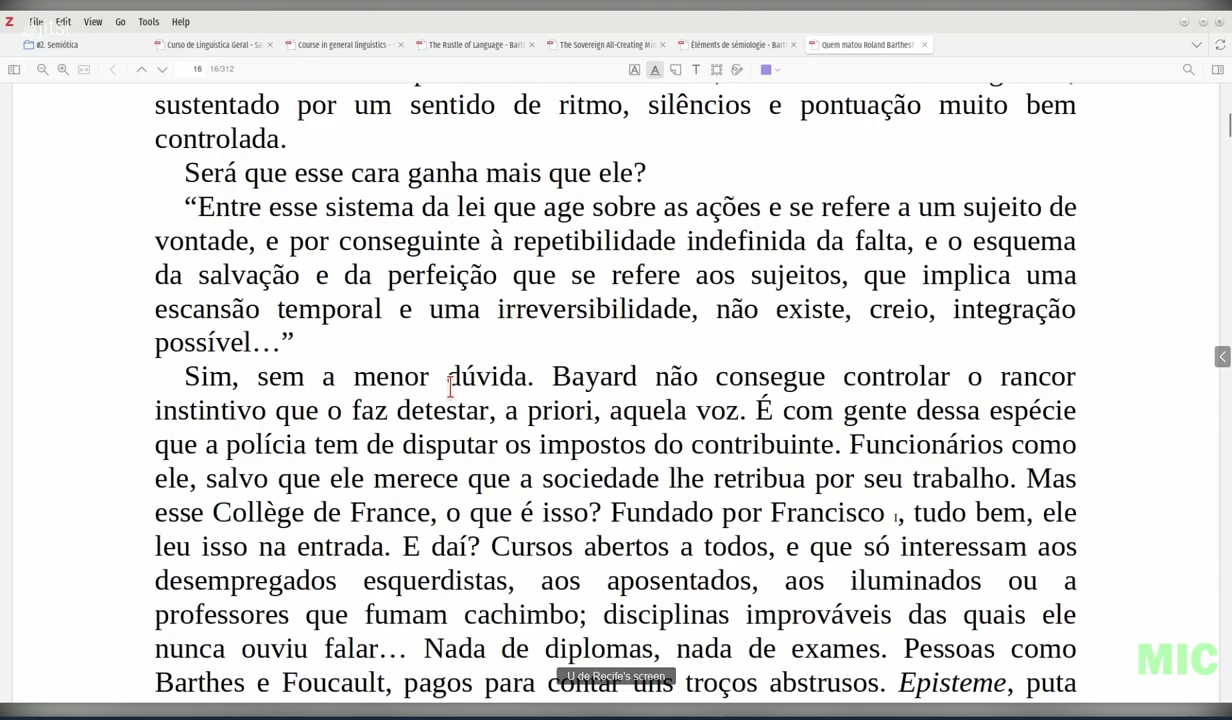 File Edit View Go Tools Help
#2. Semiótica
Curso de Linguística Geral - Sa
Course in general linguistics -
The Rustle of Language - Bart
The Sovereign All-Creating Mi
Éléments de sémiologie - Bart
Quem matou Roland Barthes?
16 16/312
sustentado por um sentido de ritmo, silêncios e pontuação muito bem
controlada.
Será que esse cara ganha mais que ele?
“Entre esse sistema da lei que age sobre as ações e se refere a um sujeito de
vontade, e por conseguinte à repetibilidade indefinida da falta, e o esquema
da salvação e da perfeição que se refere aos sujeitos, que implica uma
escansão temporal e uma irreversibilidade, não existe, creio, integração
possível…”
Sim, sem a menor dúvida. Bayard não consegue controlar o rancor
instintivo que o faz detestar, a priori, aquela voz. É com gente dessa espécie
que a polícia tem de disputar os impostos do contribuinte. Funcionários como
ele, salvo que ele merece que a sociedade lhe retribua por seu trabalho. Mas
esse Collège de France, o que é isso? Fundado por Francisco I, tudo bem, ele
leu isso na entrada. E daí? Cursos abertos a todos, e que só interessam aos
desempregados esquerdistas, aos aposentados, aos iluminados ou a
professores que fumam cachimbo; disciplinas improváveis das quais ele
nunca ouviu falar… Nada de diplomas, nada de exames. Pessoas como
Barthes e Foucault, pagos para contar uns troços abstrusos. Episteme, puta
U de Recife's screen
MIC